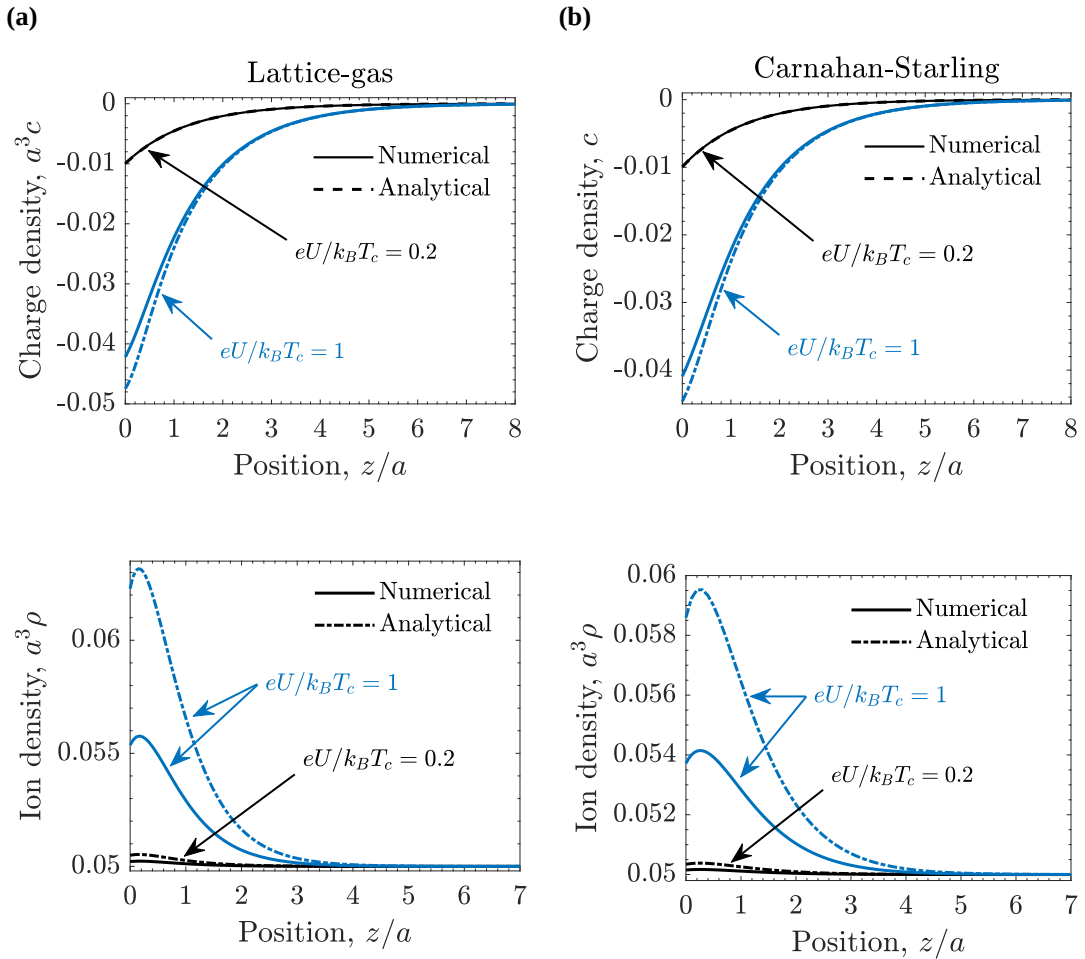 (a)
Lattice-gas
Charge density, a³c
0
-0.01
-0.02
-0.03
-0.04
-0.05
Numerical
Analytical
eU/k_BT_c = 0.2
eU/k_BT_c = 1
0 1 2 3 4 5 6 7 8
Position, z/a
(b)
Carnahan-Starling
Charge density, c
0
-0.01
-0.02
-0.03
-0.04
Numerical
Analytical
eU/k_BT_c = 0.2
eU/k_BT_c = 1
0 1 2 3 4 5 6 7 8
Position, z/a
Ion density, a³ρ
0.06
0.055
0.05
Numerical
Analytical
eU/k_BT_c = 1
eU/k_BT_c = 0.2
0 1 2 3 4 5 6 7
Position, z/a
Ion density, a³ρ
0.06
0.058
0.056
0.054
0.052
0.05
Numerical
Analytical
eU/k_BT_c = 1
eU/k_BT_c = 0.2
0 1 2 3 4 5 6 7
Position, z/a